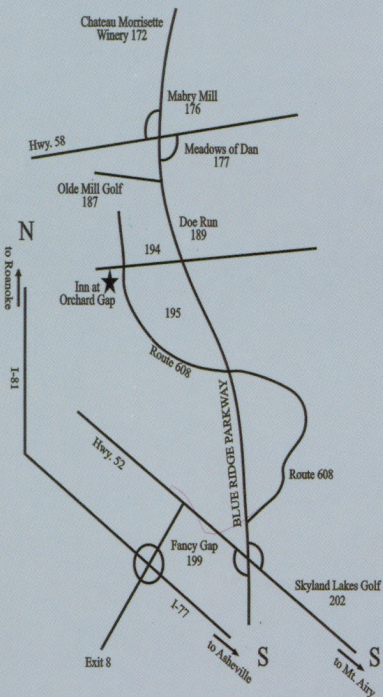 Chateau Morrisette
Winery 172
Mabry Mill
176
Hwy. 58
Meadows of Dan
177
Olde Mill Golf
187
Doe Run
189
N
to Roanoke
194
Inn at
Orchard Gap
195
Route 608
I-81
BLUE RIDGE PARKWAY
Hwy. 52
Route 608
Fancy Gap
199
Skyland Lakes Golf
202
I-77
Exit 8
to Asheville
S
to Mt. Airy
S